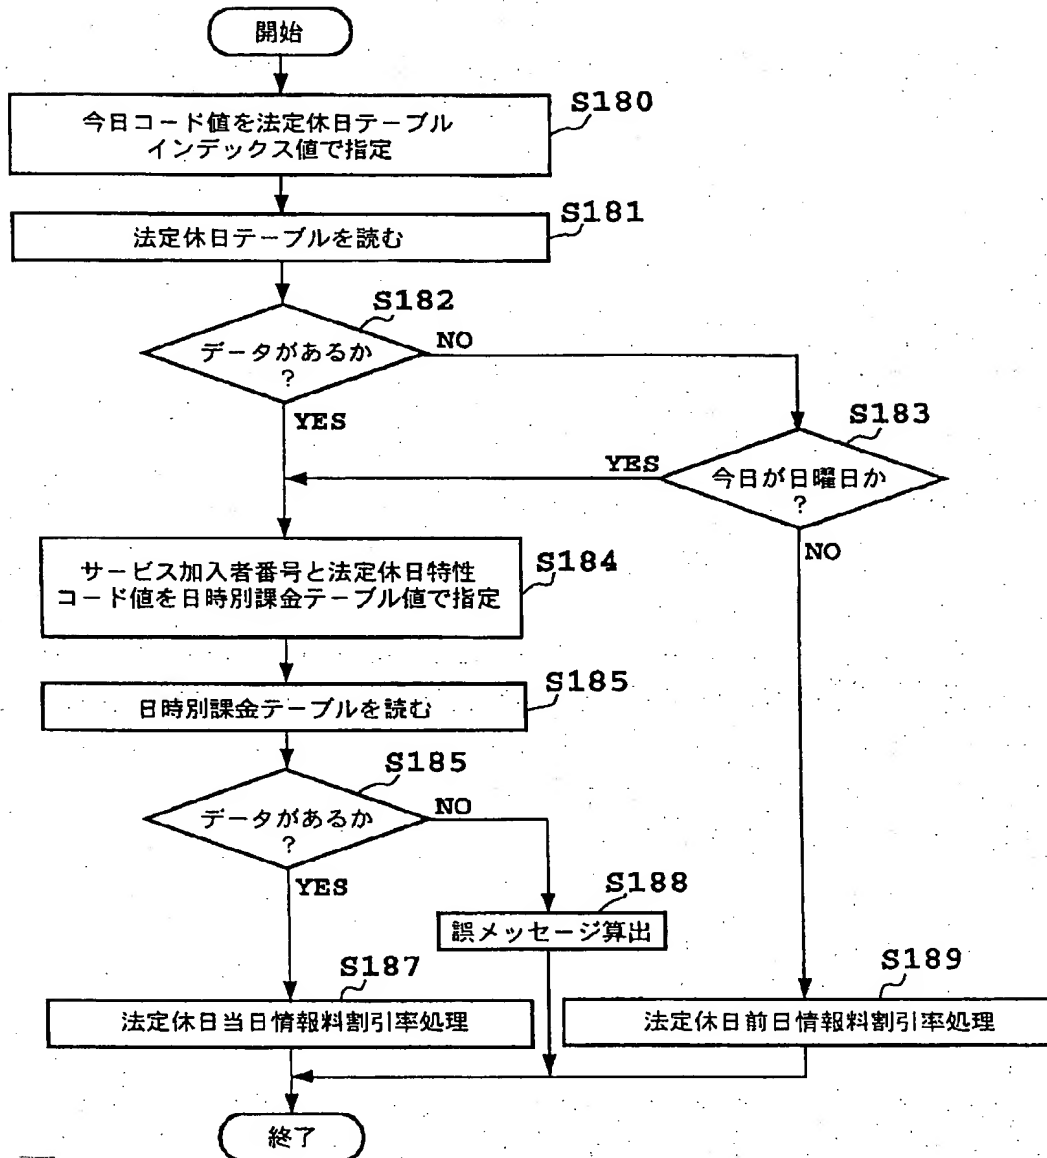 開始
S180
今日コード値を法定休日テーブル
インデックス値で指定
S181
法定休日テーブルを読む
S182
データがあるか
?
NO
YES
S183
今日が日曜日か
?
YES
NO
S184
サービス加入者番号と法定休日特性
コード値を日時別課金テーブル値で指定
S185
日時別課金テーブルを読む
S185
データがあるか
?
NO
YES
S188
誤メッセージ算出
S187
法定休日当日情報料割引率処理
S189
法定休日前日情報料割引率処理
終了